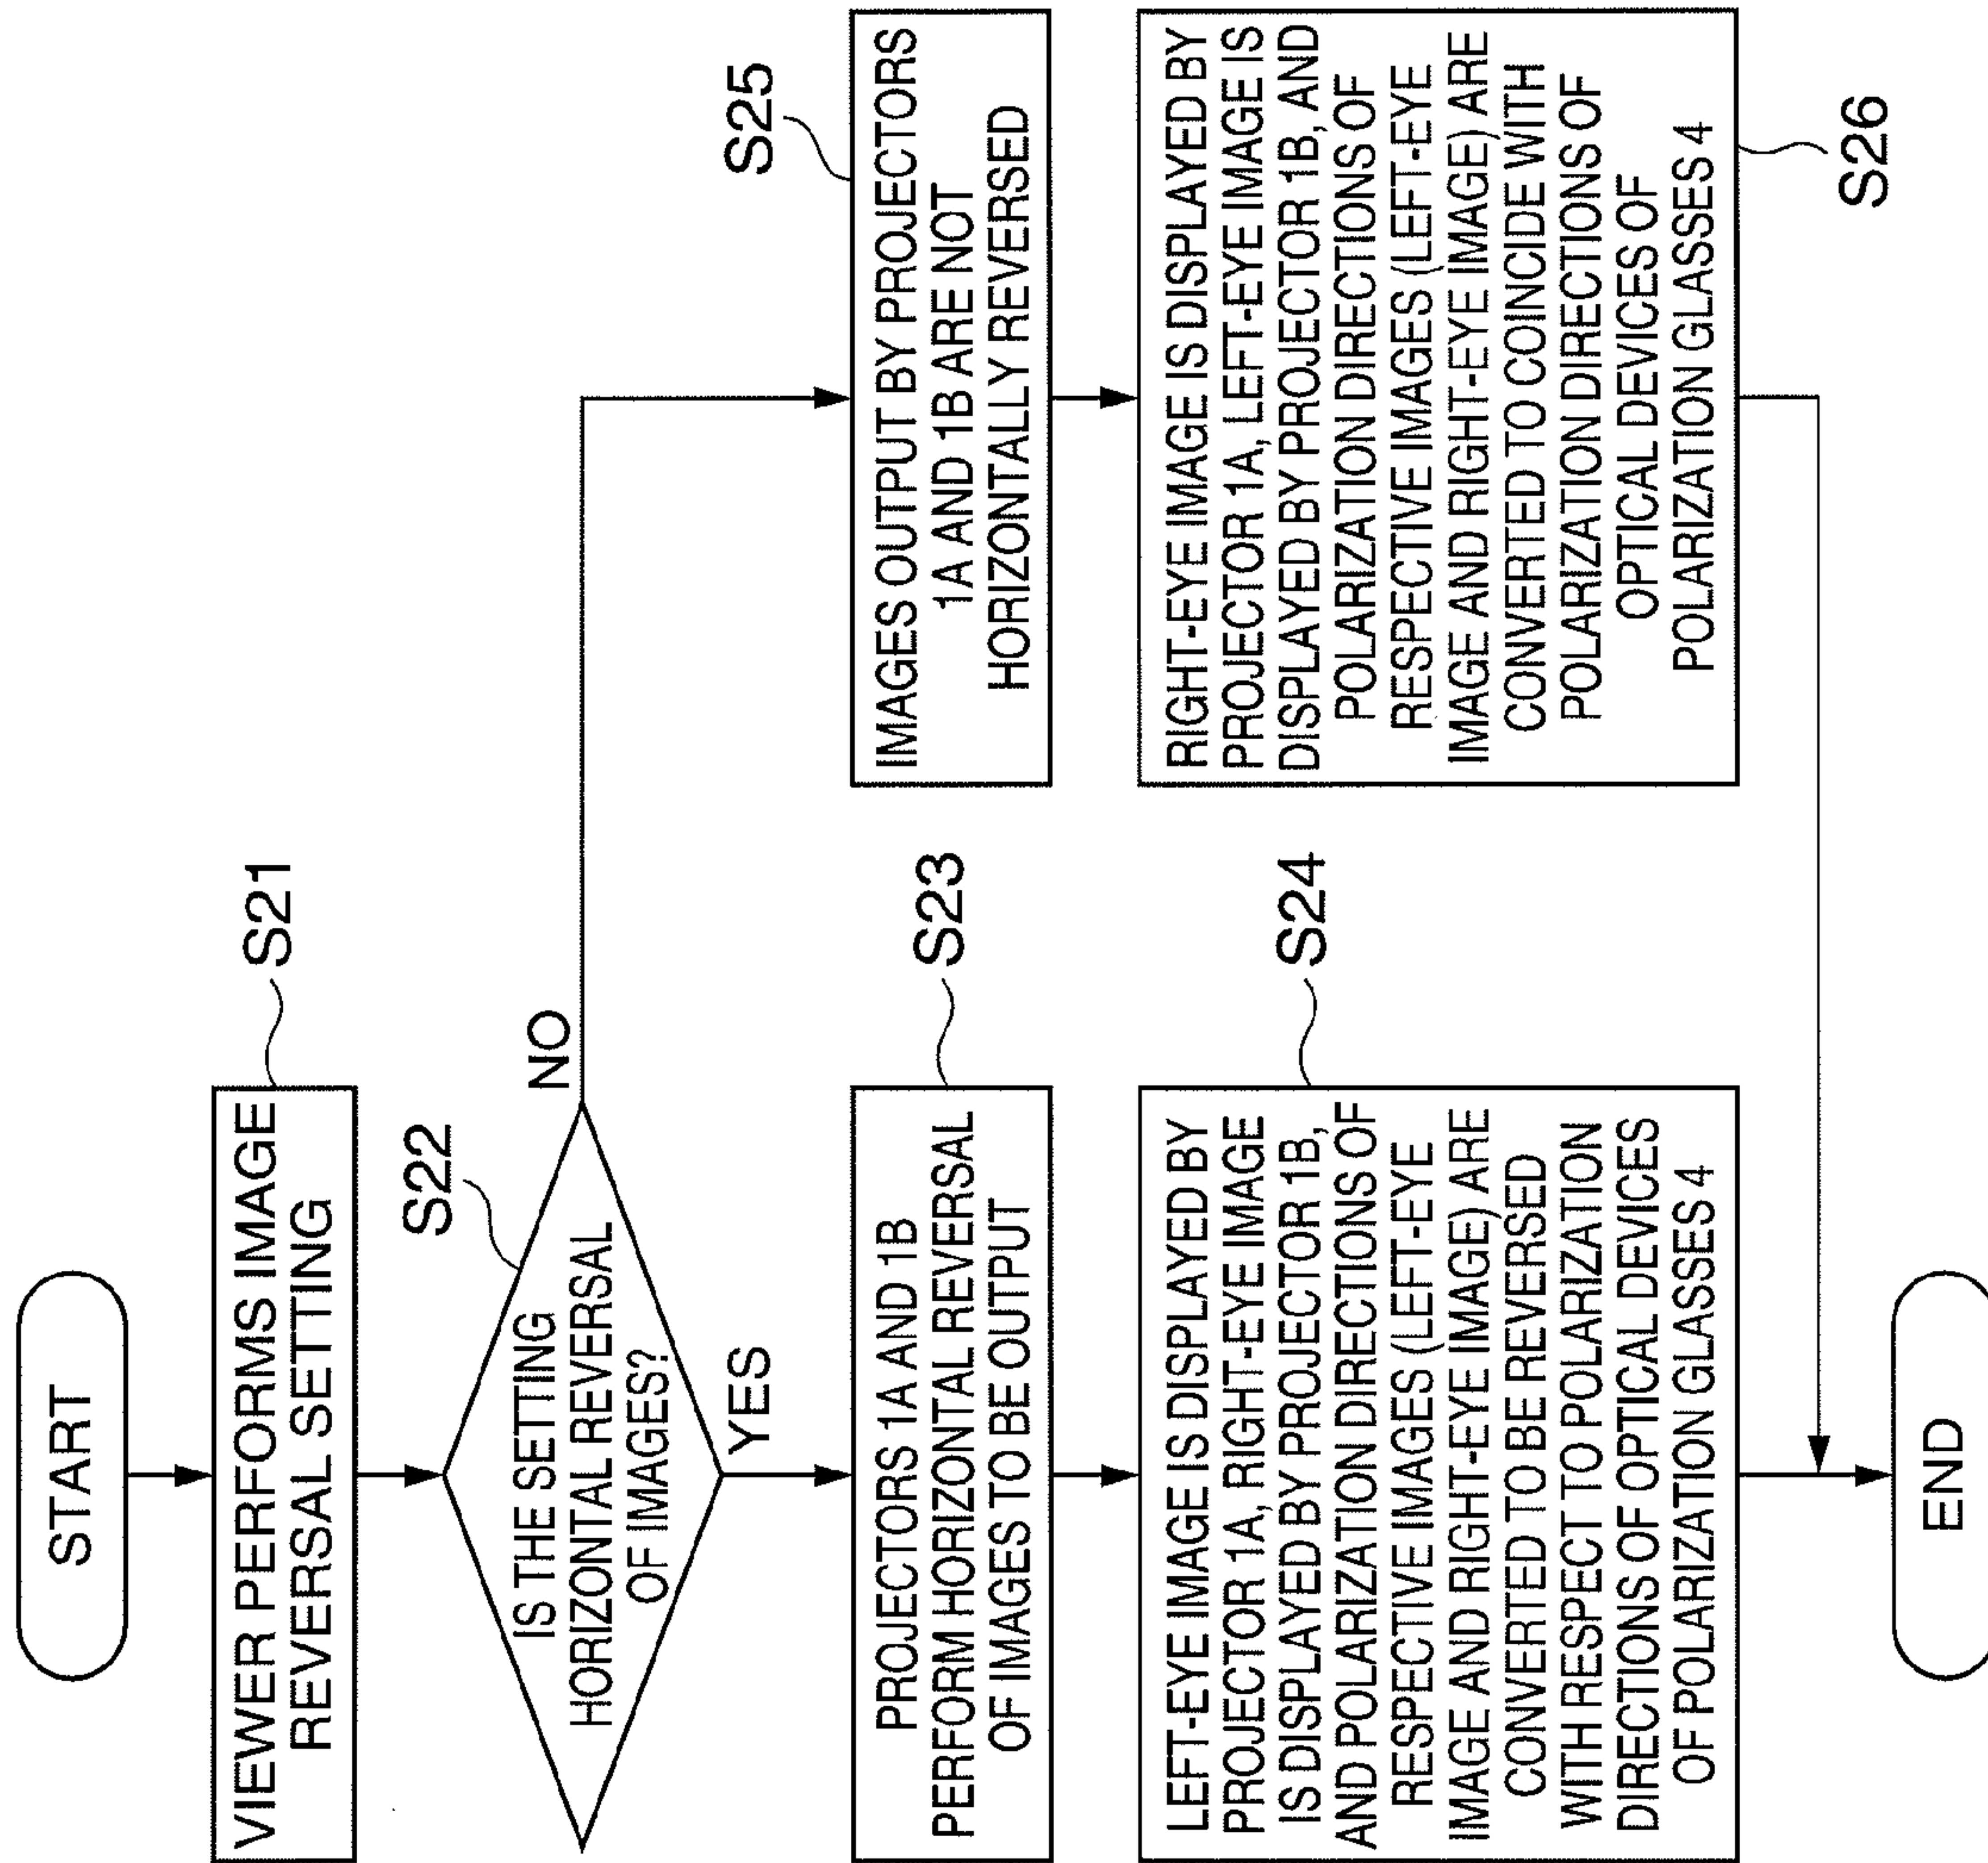 START
VIEWER PERFORMS IMAGE
REVERSAL SETTING
S21
IS THE SETTING
HORIZONTAL REVERSAL
OF IMAGES?
S22
NO
YES
PROJECTORS 1A AND 1B
PERFORM HORIZONTAL REVERSAL
OF IMAGES TO BE OUTPUT
S23
LEFT-EYE IMAGE IS DISPLAYED BY
PROJECTOR 1A, RIGHT-EYE IMAGE
IS DISPLAYED BY PROJECTOR 1B,
AND POLARIZATION DIRECTIONS OF
RESPECTIVE IMAGES (LEFT-EYE
IMAGE AND RIGHT-EYE IMAGE) ARE
CONVERTED TO BE REVERSED
WITH RESPECT TO POLARIZATION
DIRECTIONS OF OPTICAL DEVICES
OF POLARIZATION GLASSES 4
S24
IMAGES OUTPUT BY PROJECTORS
1A AND 1B ARE NOT
HORIZONTALLY REVERSED
S25
RIGHT-EYE IMAGE IS DISPLAYED BY
PROJECTOR 1A, LEFT-EYE IMAGE IS
DISPLAYED BY PROJECTOR 1B, AND
POLARIZATION DIRECTIONS OF
RESPECTIVE IMAGES (LEFT-EYE
IMAGE AND RIGHT-EYE IMAGE) ARE
CONVERTED TO COINCIDE WITH
POLARIZATION DIRECTIONS OF
OPTICAL DEVICES OF
POLARIZATION GLASSES 4
S26
END